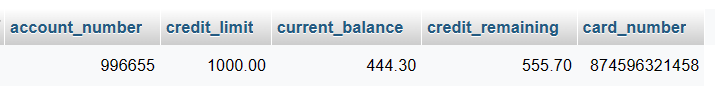 account_number credit_limit current_balance credit_remaining card_number
996655 1000.00 444.30 555.70 874596321458